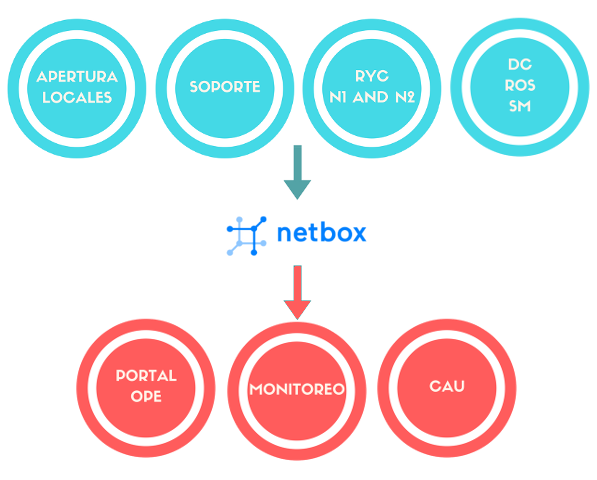 APERTURA
LOCALES
SOPORTE
RYC
N1 AND N2
DC
ROS
SM
netbox
PORTAL
OPE
MONITOREO
CAU